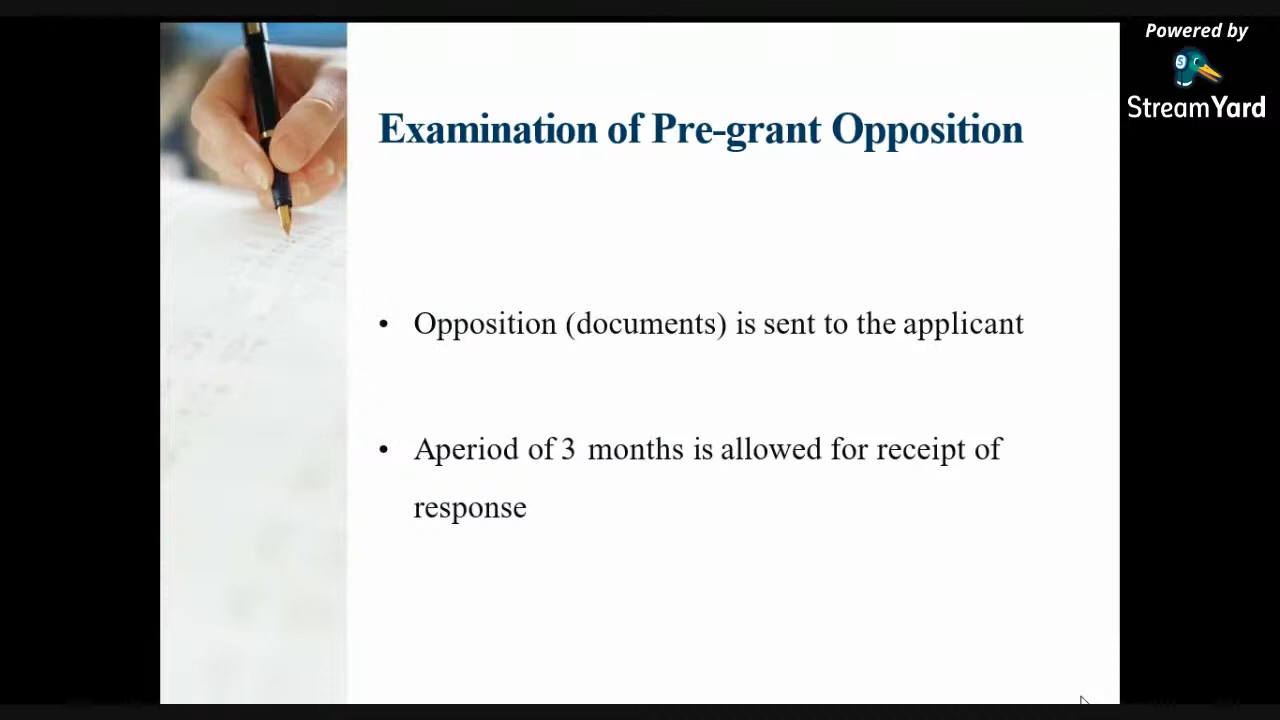 Powered by
StreamYard
Examination of Pre-grant Opposition
• Opposition (documents) is sent to the applicant
• Aperiod of 3 months is allowed for receipt of
response